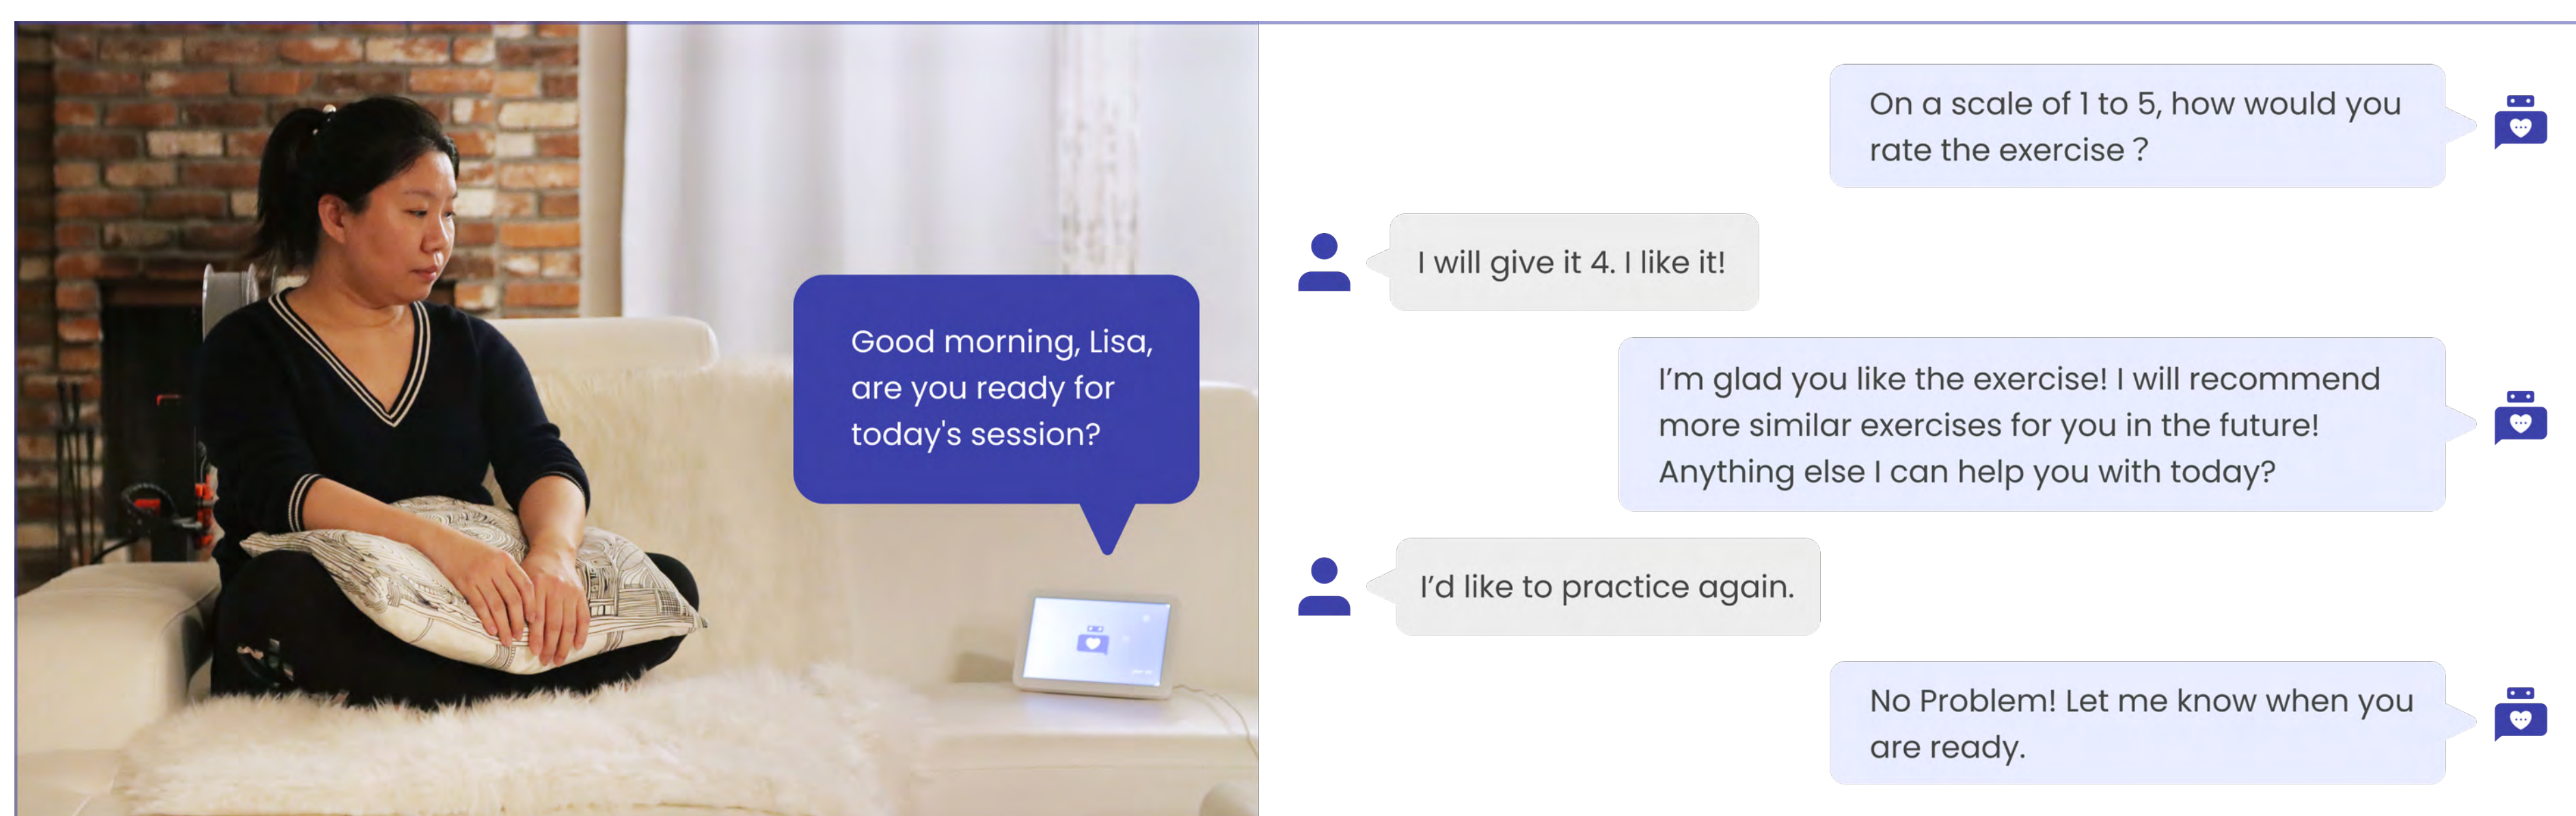 Good morning, Lisa,
are you ready for
today's session?
On a scale of 1 to 5, how would you
rate the exercise ?
I will give it 4. I like it!
I'm glad you like the exercise! I will recommend
more similar exercises for you in the future!
Anything else I can help you with today?
I'd like to practice again.
No Problem! Let me know when you
are ready.